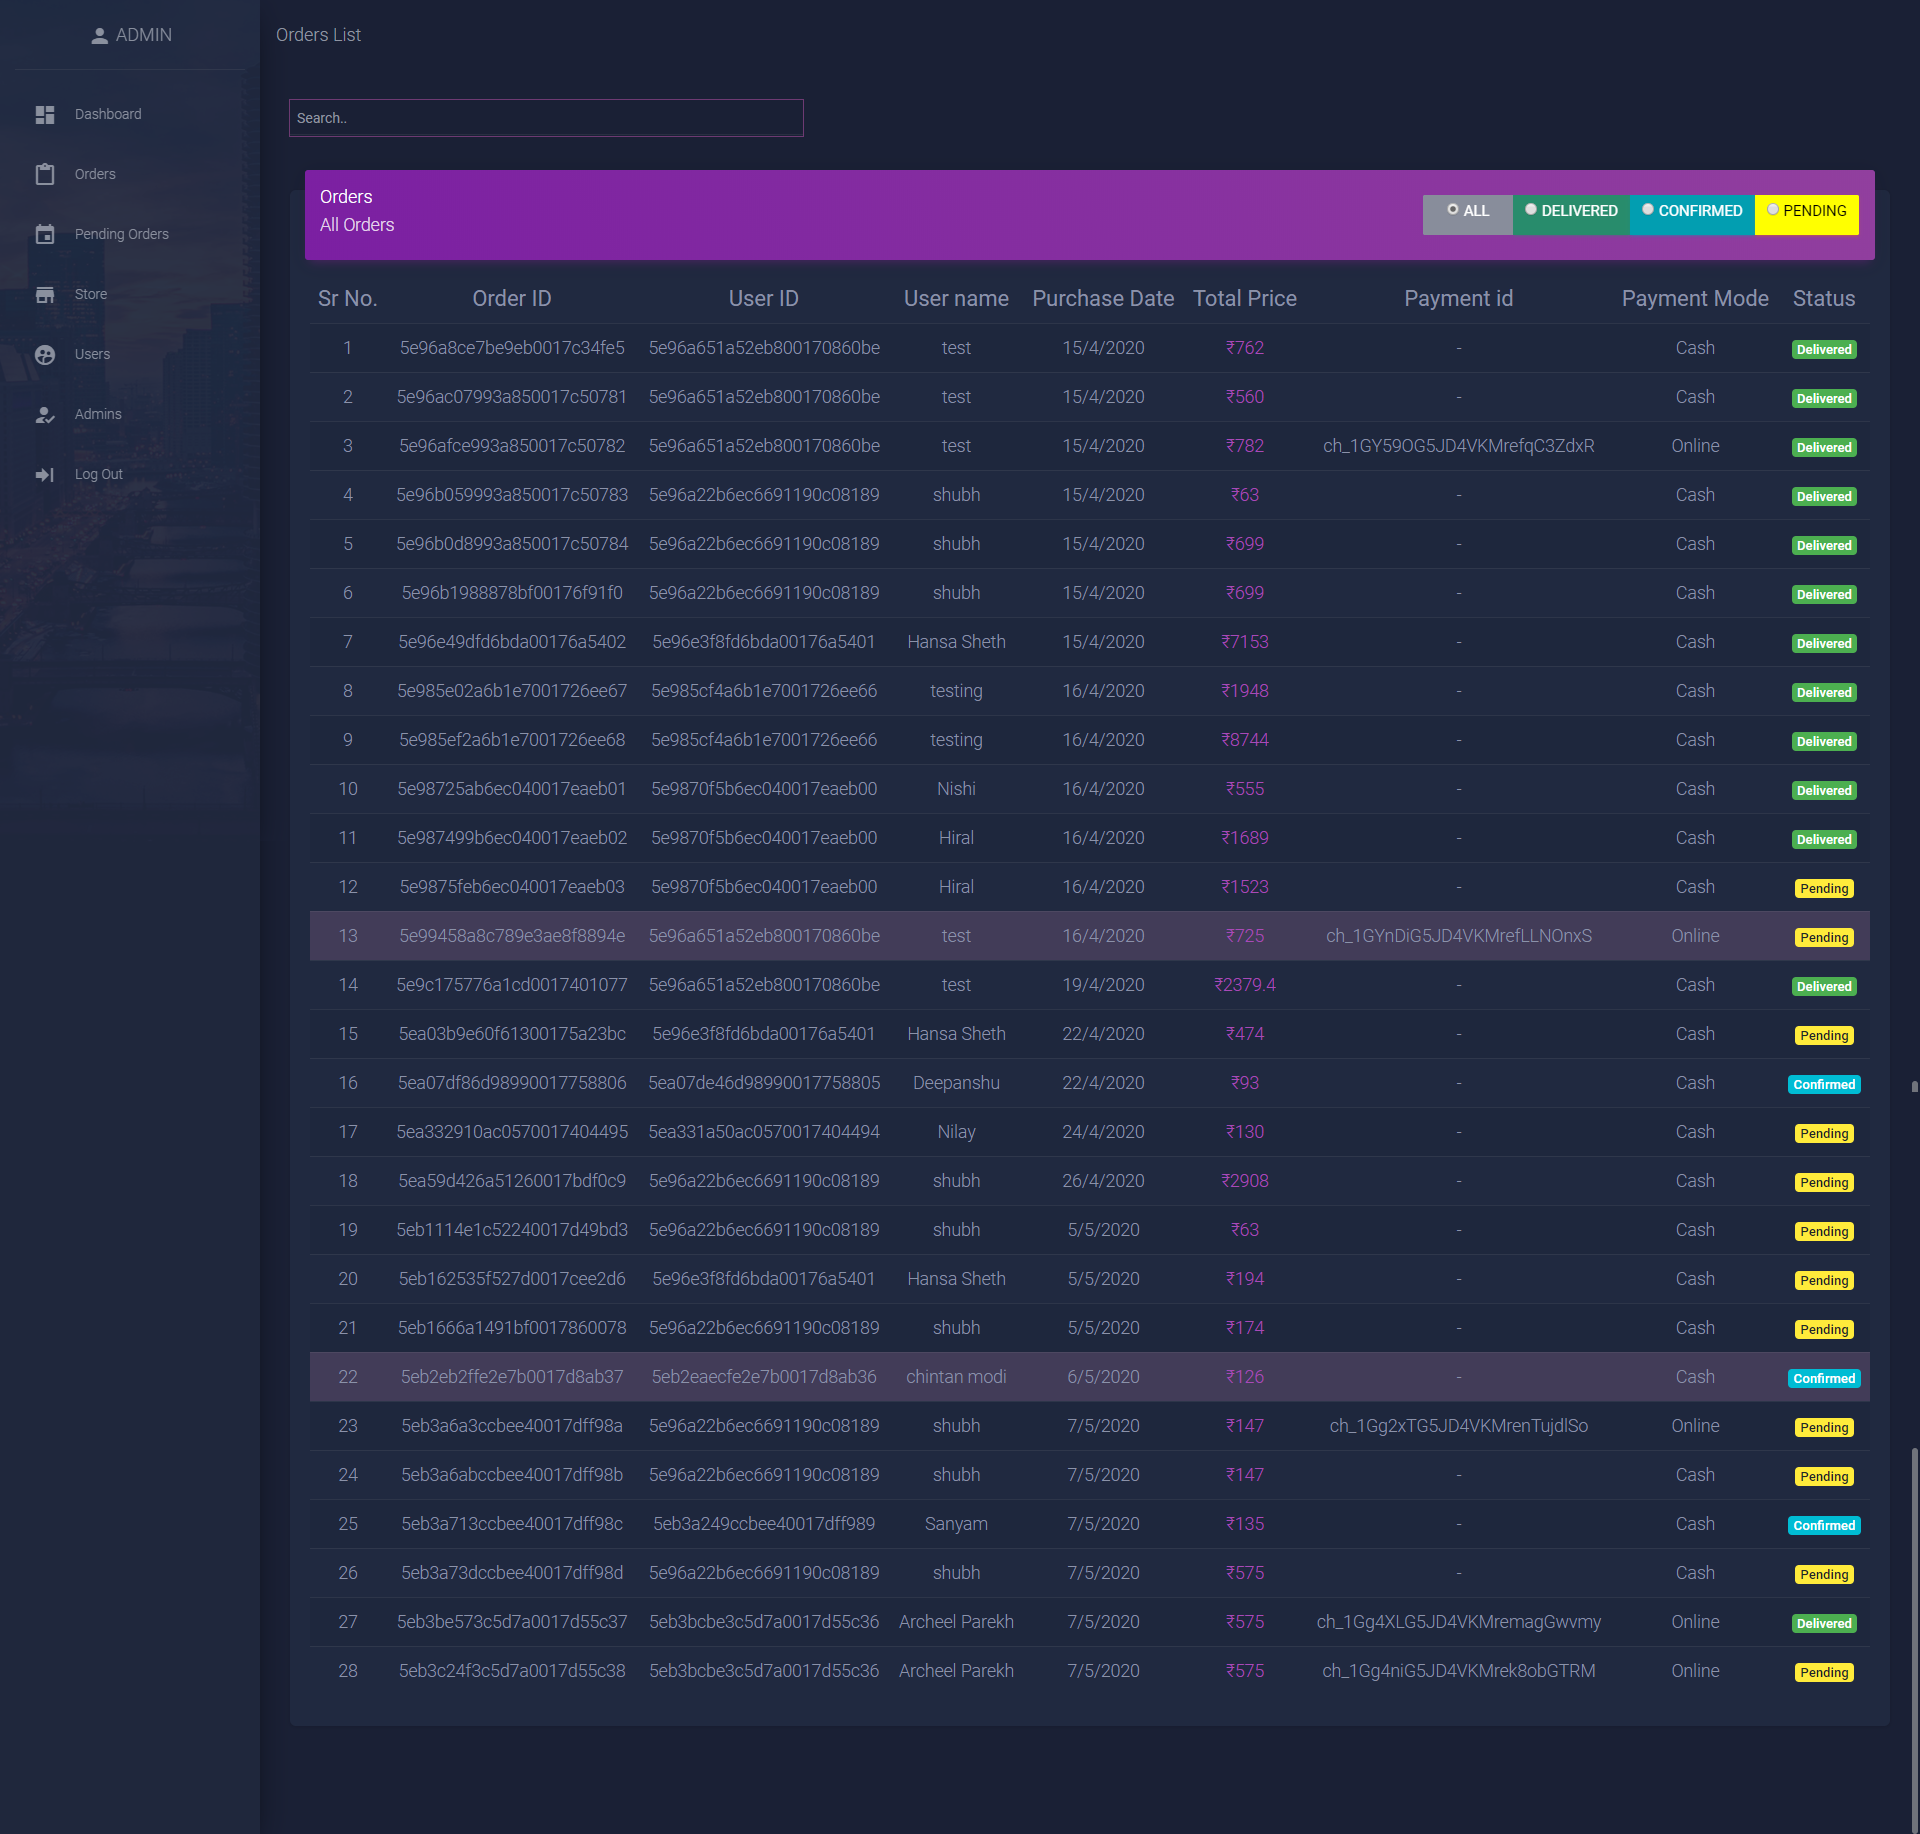 ADMIN
Dashboard
Orders
Pending Orders
Store
Users
Admins
Log Out
Orders List
Search..
Orders
All Orders
ALL DELIVERED CONFIRMED PENDING
Sr No. Order ID User ID User name Purchase Date Total Price Payment id Payment Mode Status
1 5e96a8ce7be9eb0017c34fe5 5e96a651a52eb800170860be test 15/4/2020 ₹762 - Cash Delivered
2 5e96ac07993a850017c50781 5e96a651a52eb800170860be test 15/4/2020 ₹560 - Cash Delivered
3 5e96afce993a850017c50782 5e96a651a52eb800170860be test 15/4/2020 ₹782 ch_1GY59OG5JD4VKMrefqC3ZdxR Online Delivered
4 5e96b059993a850017c50783 5e96a22b6ec6691190c08189 shubh 15/4/2020 ₹63 - Cash Delivered
5 5e96b0d8993a850017c50784 5e96a22b6ec6691190c08189 shubh 15/4/2020 ₹699 - Cash Delivered
6 5e96b1988878bf00176f91f0 5e96a22b6ec6691190c08189 shubh 15/4/2020 ₹699 - Cash Delivered
7 5e96e49dfd6bda00176a5402 5e96e3f8fd6bda00176a5401 Hansa Sheth 15/4/2020 ₹7153 - Cash Delivered
8 5e985e02a6b1e7001726ee67 5e985cf4a6b1e7001726ee66 testing 16/4/2020 ₹1948 - Cash Delivered
9 5e985ef2a6b1e7001726ee68 5e985cf4a6b1e7001726ee66 testing 16/4/2020 ₹8744 - Cash Delivered
10 5e98725ab6ec040017eaeb01 5e9870f5b6ec040017eaeb00 Nishi 16/4/2020 ₹555 - Cash Delivered
11 5e987499b6ec040017eaeb02 5e9870f5b6ec040017eaeb00 Hiral 16/4/2020 ₹1689 - Cash Delivered
12 5e9875feb6ec040017eaeb03 5e9870f5b6ec040017eaeb00 Hiral 16/4/2020 ₹1523 - Cash Pending
13 5e99458a8c789e3ae8f8894e 5e96a651a52eb800170860be test 16/4/2020 ₹725 ch_1GYnDiG5JD4VKMrefLLNOnxS Online Pending
14 5e9c175776a1cd0017401077 5e96a651a52eb800170860be test 19/4/2020 ₹2379.4 - Cash Delivered
15 5ea03b9e60f61300175a23bc 5e96e3f8fd6bda00176a5401 Hansa Sheth 22/4/2020 ₹474 - Cash Pending
16 5ea07df86d98990017758806 5ea07de46d98990017758805 Deepanshu 22/4/2020 ₹93 - Cash Confirmed
17 5ea332910ac0570017404495 5ea331a50ac0570017404494 Nilay 24/4/2020 ₹130 - Cash Pending
18 5ea59d426a51260017bdf0c9 5e96a22b6ec6691190c08189 shubh 26/4/2020 ₹2908 - Cash Pending
19 5eb1114e1c52240017d49bd3 5e96a22b6ec6691190c08189 shubh 5/5/2020 ₹63 - Cash Pending
20 5eb162535f527d0017cee2d6 5e96e3f8fd6bda00176a5401 Hansa Sheth 5/5/2020 ₹194 - Cash Pending
21 5eb1666a1491bf0017860078 5e96a22b6ec6691190c08189 shubh 5/5/2020 ₹174 - Cash Pending
22 5eb2eb2ffe2e7b0017d8ab37 5eb2eaecfe2e7b0017d8ab36 chintan modi 6/5/2020 ₹126 - Cash Confirmed
23 5eb3a6a3ccbee40017dff98a 5e96a22b6ec6691190c08189 shubh 7/5/2020 ₹147 ch_1Gg2xTG5JD4VKMrenTujdlSo Online Pending
24 5eb3a6abccbee40017dff98b 5e96a22b6ec6691190c08189 shubh 7/5/2020 ₹147 - Cash Pending
25 5eb3a713ccbee40017dff98c 5eb3a249ccbee40017dff989 Sanyam 7/5/2020 ₹135 - Cash Confirmed
26 5eb3a73dccbee40017dff98d 5e96a22b6ec6691190c08189 shubh 7/5/2020 ₹575 - Cash Pending
27 5eb3be573c5d7a0017d55c37 5eb3bcbe3c5d7a0017d55c36 Archeel Parekh 7/5/2020 ₹575 ch_1Gg4XLG5JD4VKMremagGwvmy Online Delivered
28 5eb3c24f3c5d7a0017d55c38 5eb3bcbe3c5d7a0017d55c36 Archeel Parekh 7/5/2020 ₹575 ch_1Gg4niG5JD4VKMrek8obGTRM Online Pending